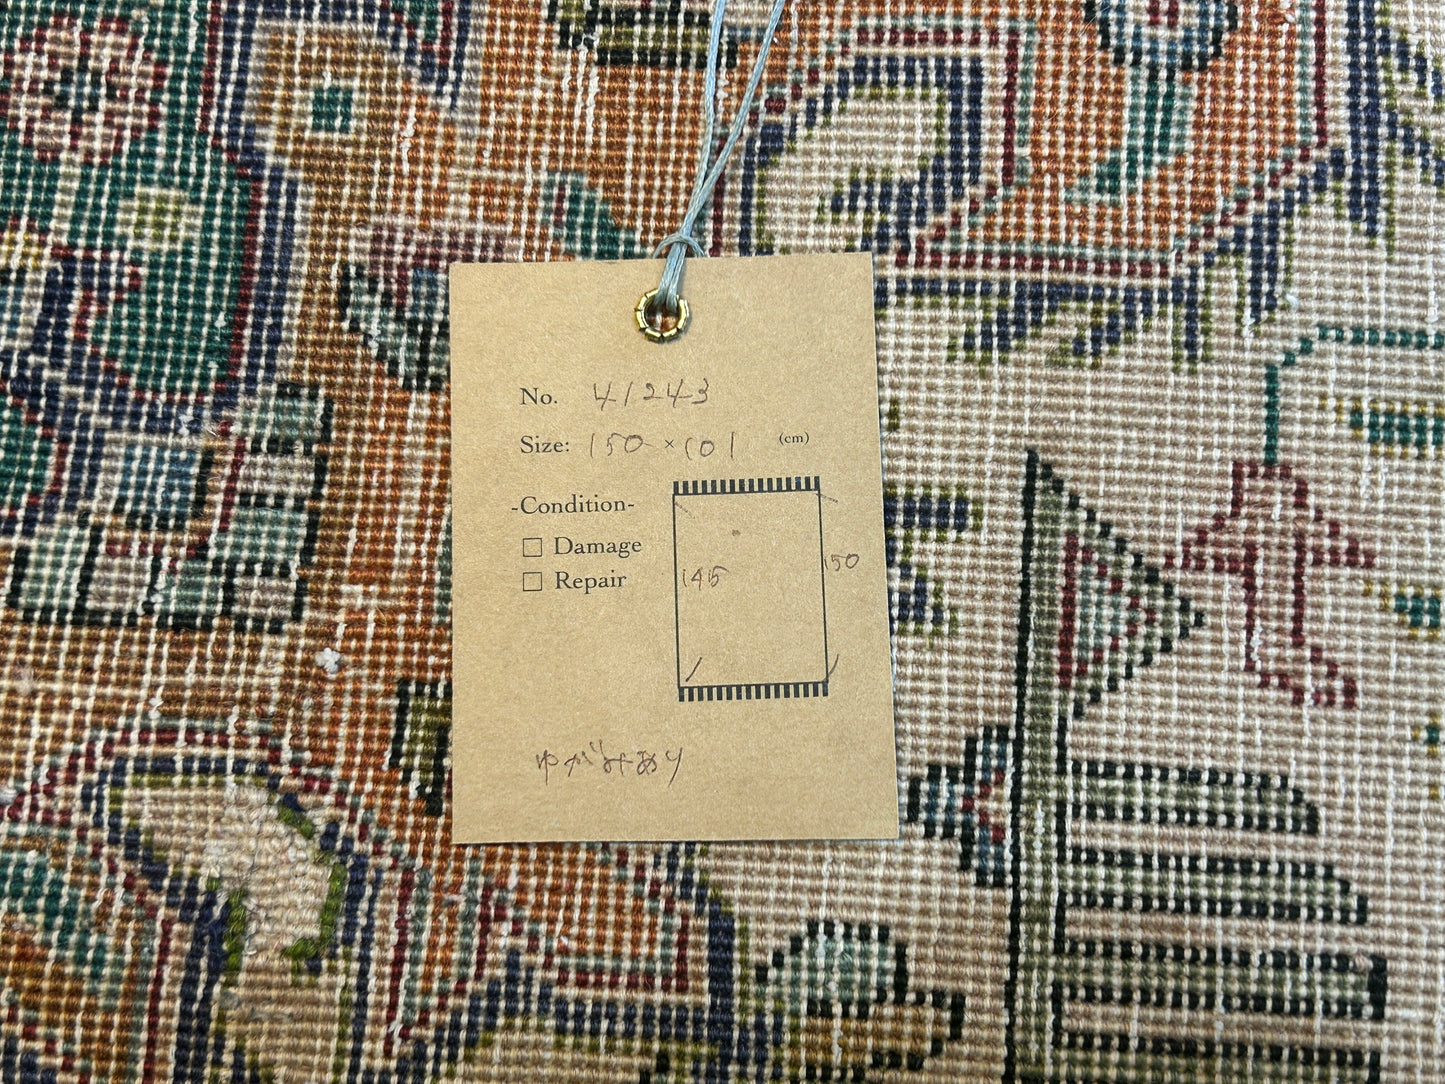 No. 41243
Size: 150 × 101 (cm)
-Condition-
□ Damage
□ Repair
145
150
ゆがみあり